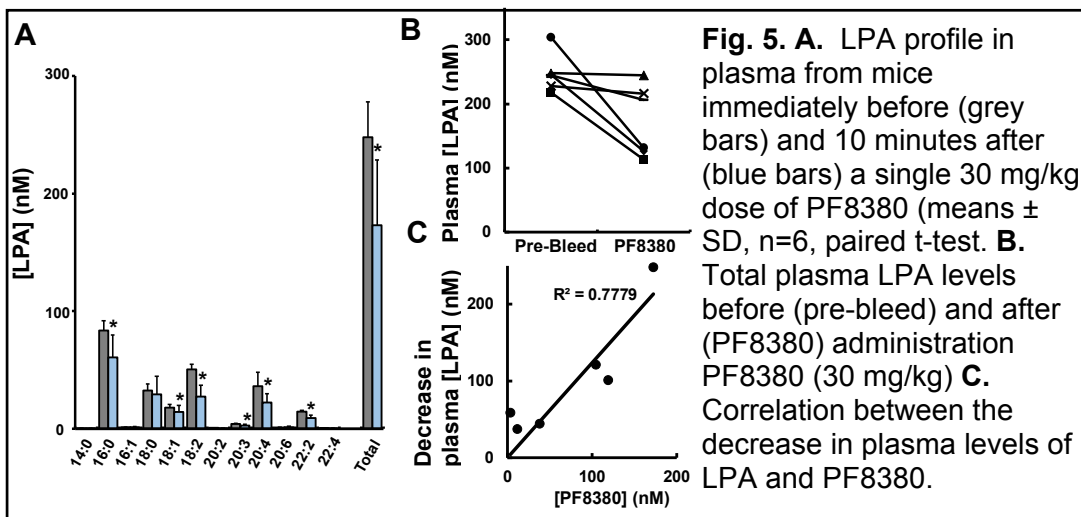 A
[LPA] (nM)
300
200
100
0
14:0
16:0
16:1
18:0
18:1
18:2
20:2
20:3
20:4
20:6
22:2
22:4
Total
*
*
*
*
*
*
*
B
Plasma [LPA] (nM)
300
200
100
0
Pre-Bleed
PF8380
C
Decrease in
plasma [LPA] (nM)
200
100
0
R² = 0.7779
0
100
200
[PF8380] (nM)
Fig. 5. A. LPA profile in
plasma from mice
immediately before (grey
bars) and 10 minutes after
(blue bars) a single 30 mg/kg
dose of PF8380 (means ±
SD, n=6, paired t-test. B.
Total plasma LPA levels
before (pre-bleed) and after
(PF8380) administration
PF8380 (30 mg/kg) C.
Correlation between the
decrease in plasma levels of
LPA and PF8380.